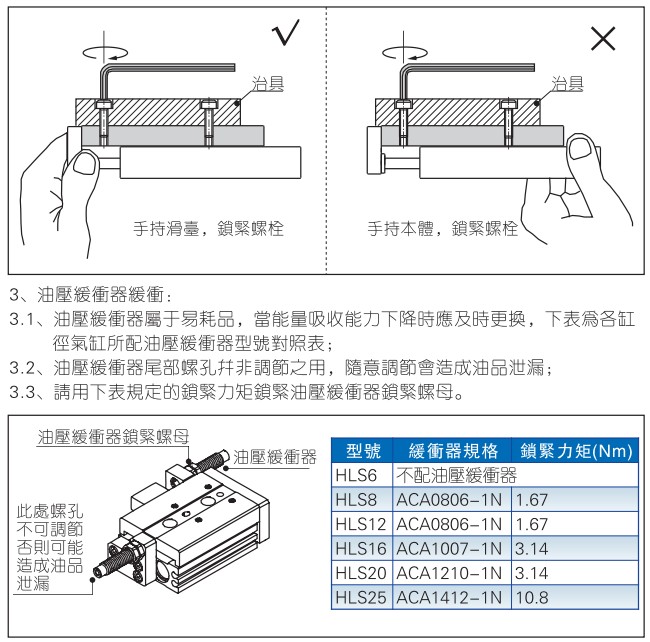 治具
治具
手持滑臺，鎖緊螺栓
手持本體，鎖緊螺栓
3、油壓緩衝器緩衝：
3.1、油壓緩衝器屬于易耗品，當能量吸收能力下降時應及時更換，下表爲各缸
徑氣缸所配油壓緩衝器型號對照表；
3.2、油壓緩衝器尾部螺孔幷非調節之用，隨意調節會造成油品泄漏；
3.3、請用下表規定的鎖緊力矩鎖緊油壓緩衝器鎖緊螺母。
油壓緩衝器鎖緊螺母
油壓緩衝器
此處螺孔
不可調節
否則可能
造成油品
泄漏
型號 緩衝器規格 鎖緊力矩(Nm)
HLS6 不配油壓緩衝器
HLS8 ACA0806-1N 1.67
HLS12 ACA0806-1N 1.67
HLS16 ACA1007-1N 3.14
HLS20 ACA1210-1N 3.14
HLS25 ACA1412-1N 10.8